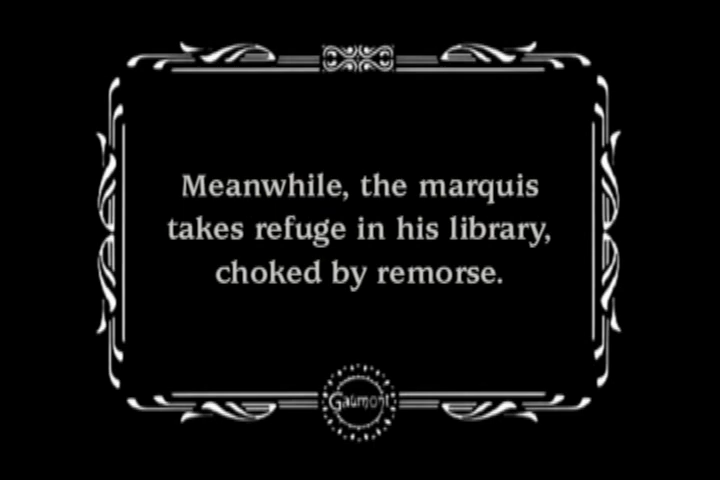 Meanwhile, the marquis
takes refuge in his library,
choked by remorse.
Gaumont